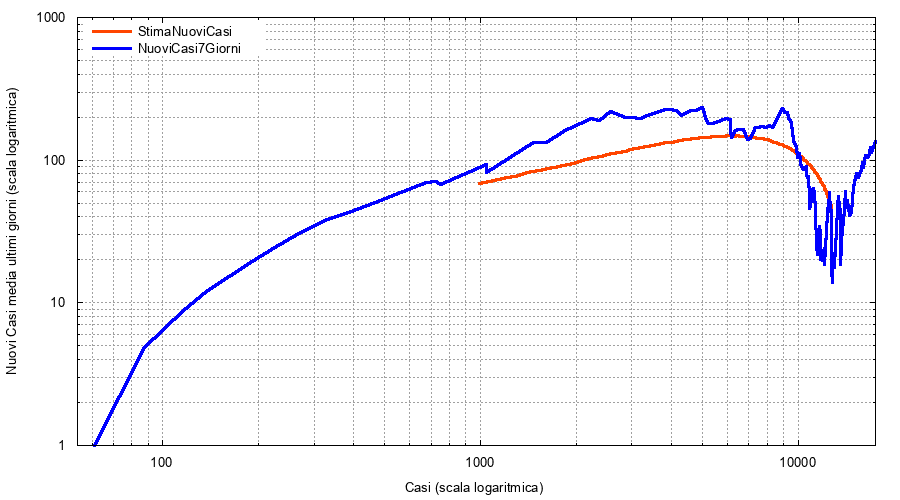 1000
StimaNuoviCasi
NuoviCasi7Giorni
100
10
1
Nuovi Casi media ultimi giorni (scala logaritmica)
100
1000
10000
Casi (scala logaritmica)